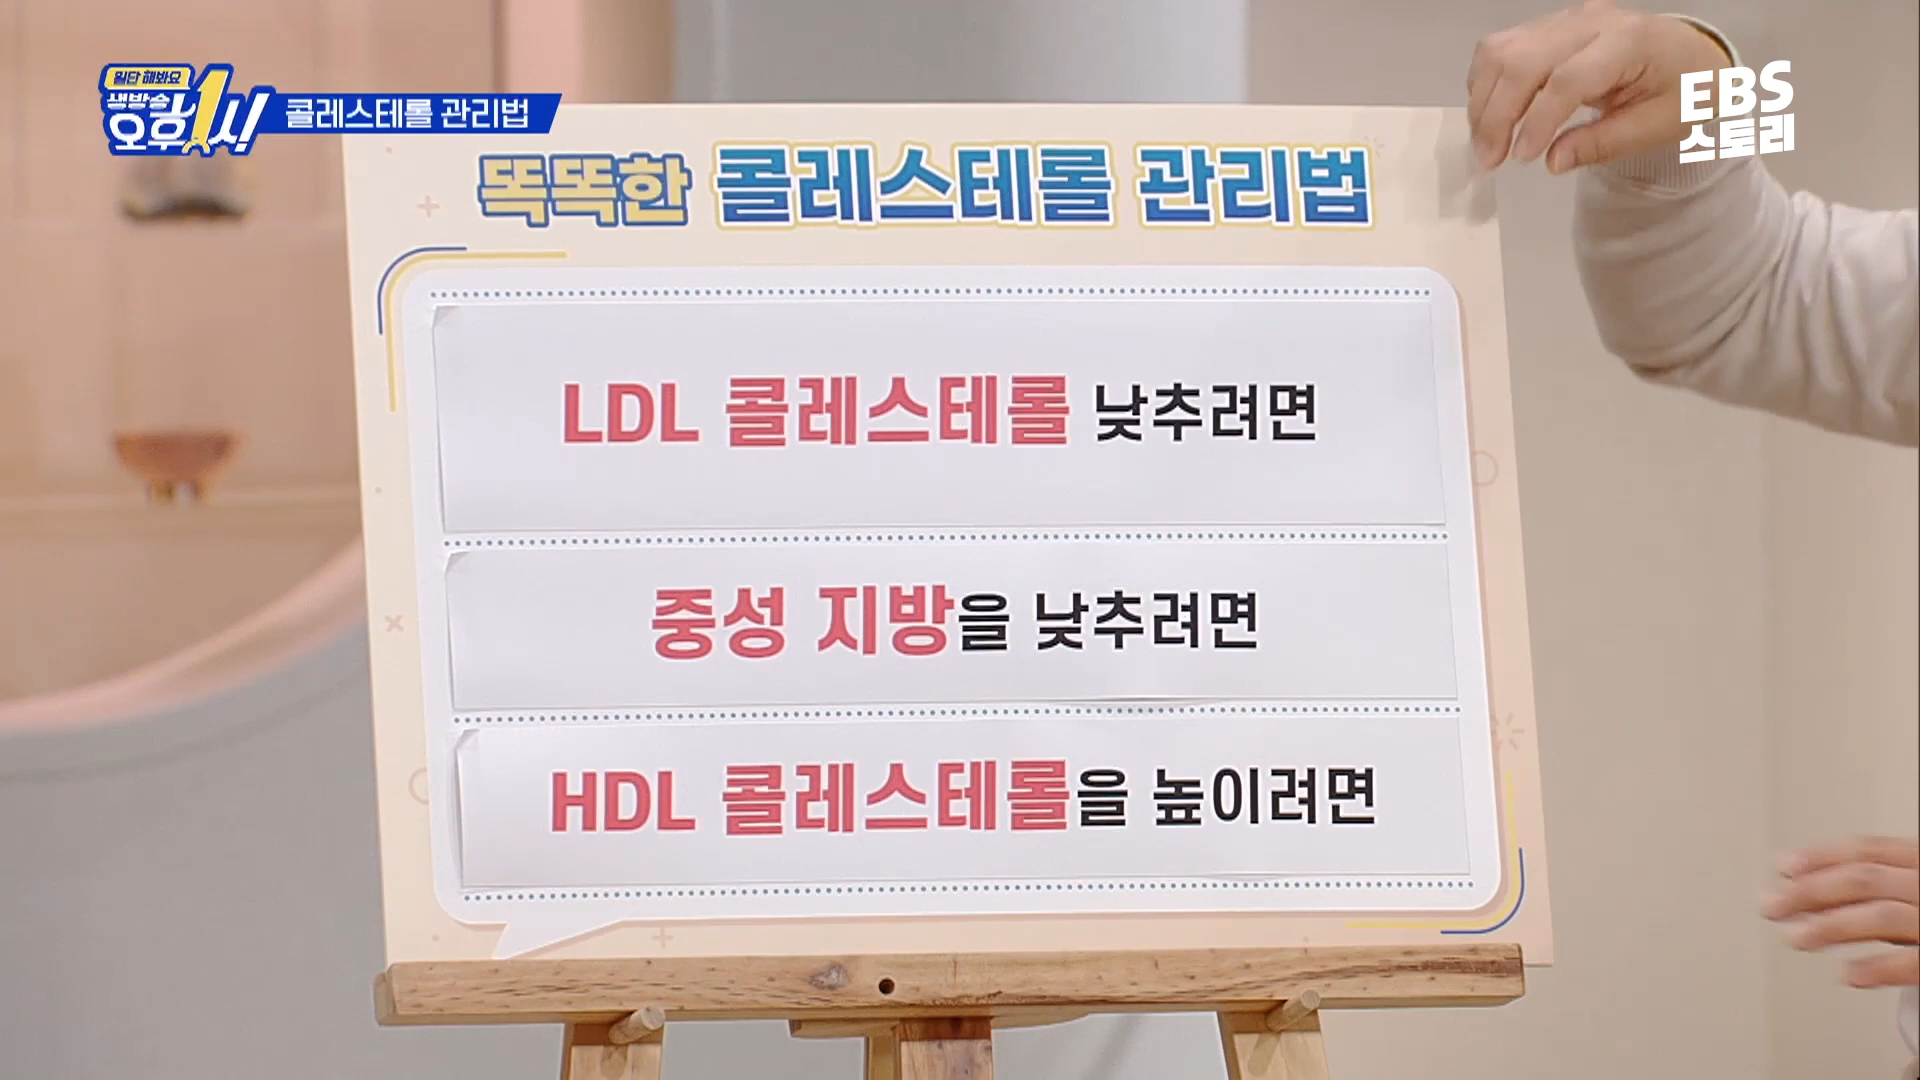 일단 해봐요
생방송
오후1시!
콜레스테롤 관리법
EBS
스토리
똑똑한 콜레스테롤 관리법
LDL 콜레스테롤 낮추려면
중성 지방을 낮추려면
HDL 콜레스테롤을 높이려면